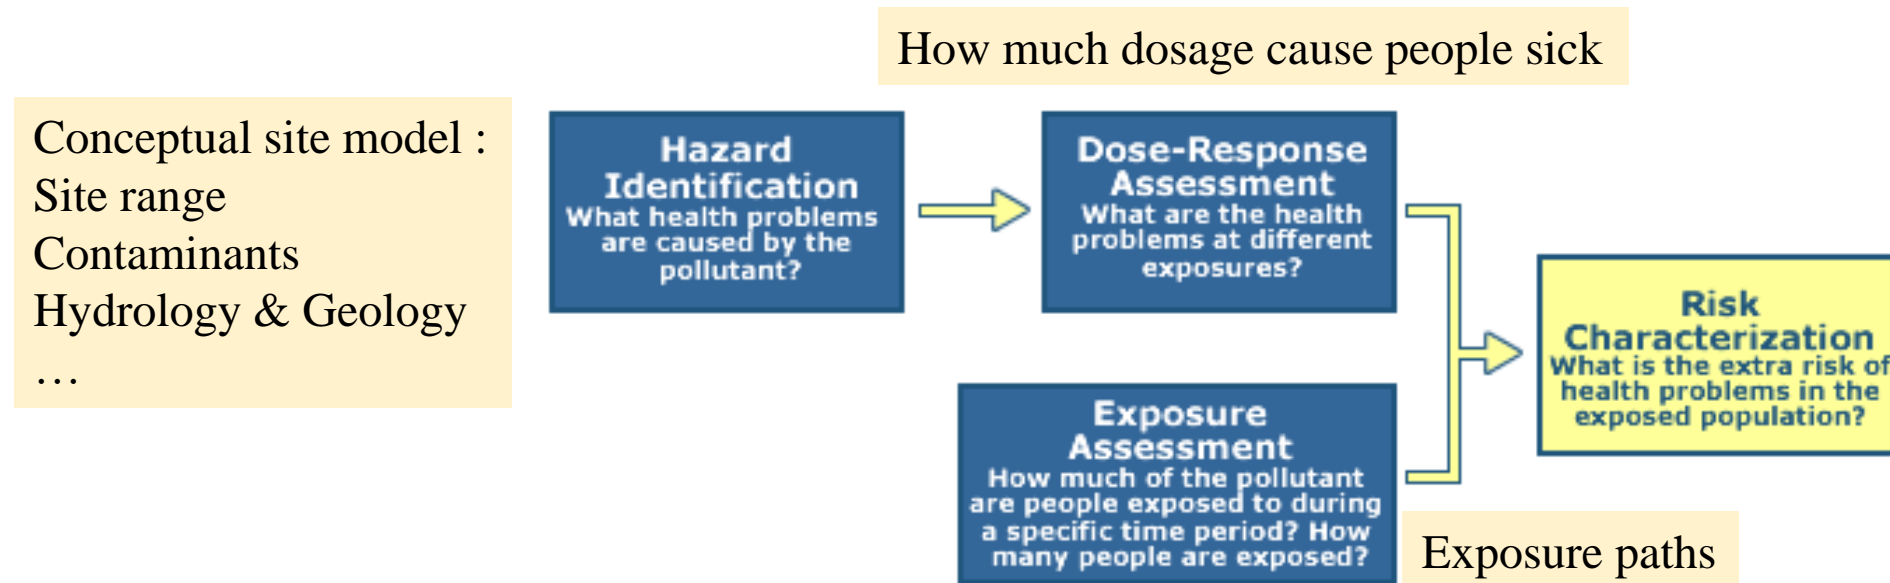 How much dosage cause people sick
Conceptual site model :
Site range
Contaminants
Hydrology & Geology
…
Hazard
Identification
What health problems
are caused by the
pollutant?
Dose-Response
Assessment
What are the health
problems at different
exposures?
Exposure
Assessment
How much of the pollutant
are people exposed to during
a specific time period? How
many people are exposed?
Exposure paths
Risk
Characterization
What is the extra risk of
health problems in the
exposed population?